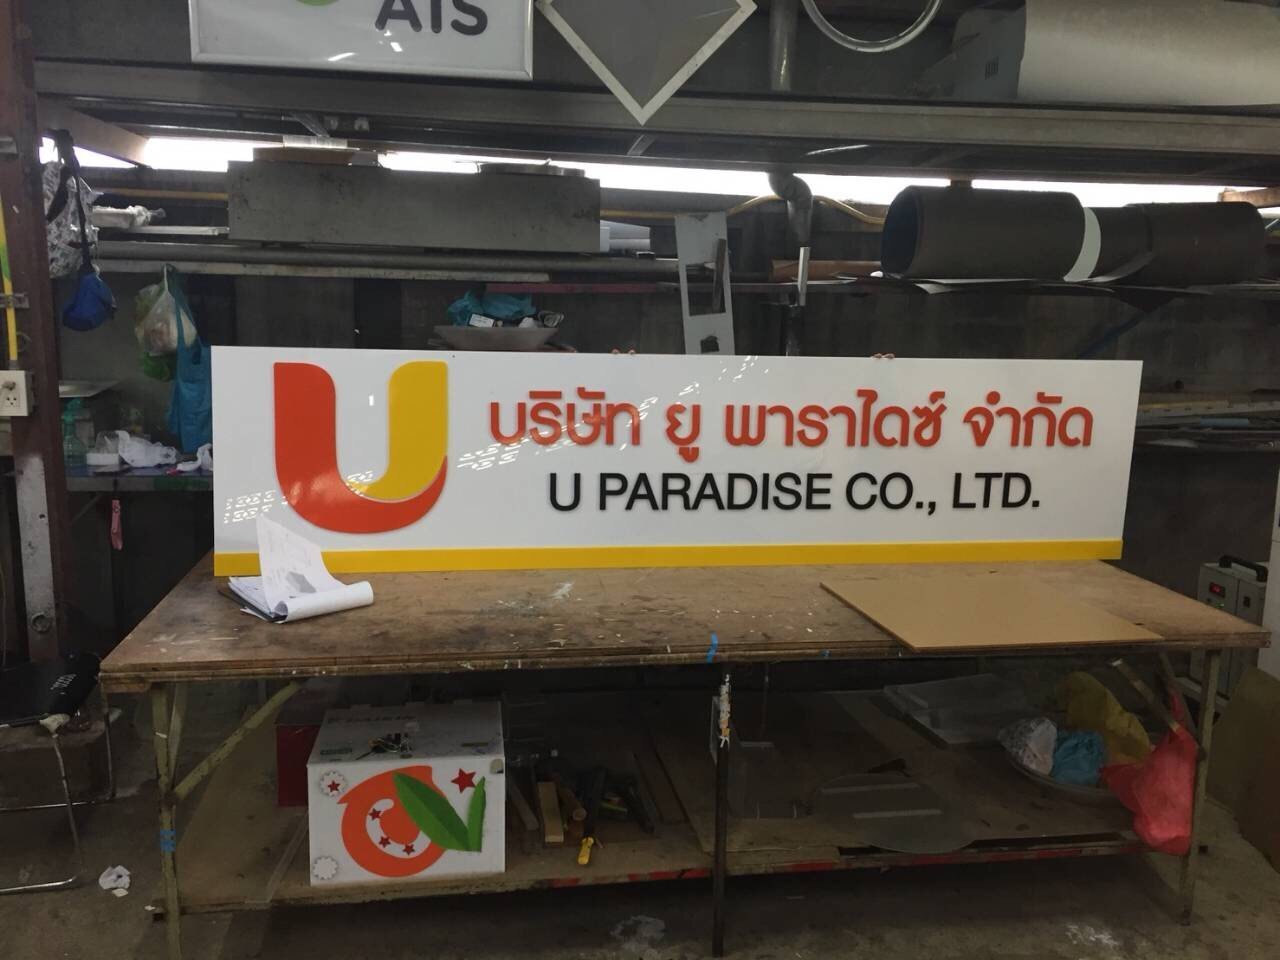 AIS
U
บริษัท ยู พาราไดซ์ จำกัด
U PARADISE CO., LTD.